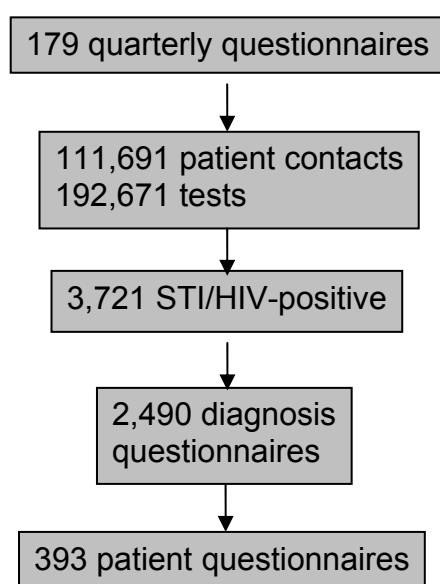 179 quarterly questionnaires
111,691 patient contacts
192,671 tests
3,721 STI/HIV-positive
2,490 diagnosis
questionnaires
393 patient questionnaires